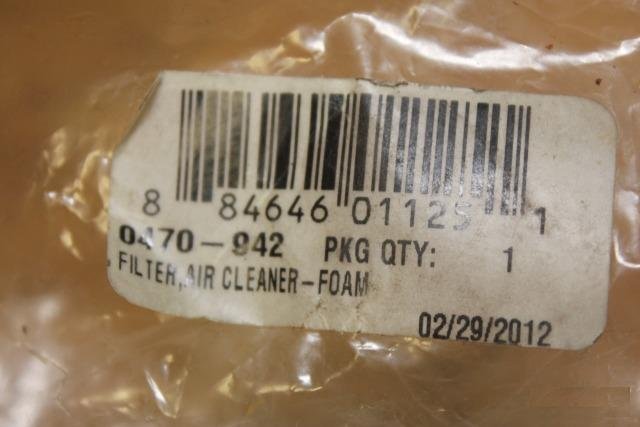 8 84646 01125 1
0470-942 PKG QTY: 1
FILTER,AIR CLEANER-FOAM
02/29/2012